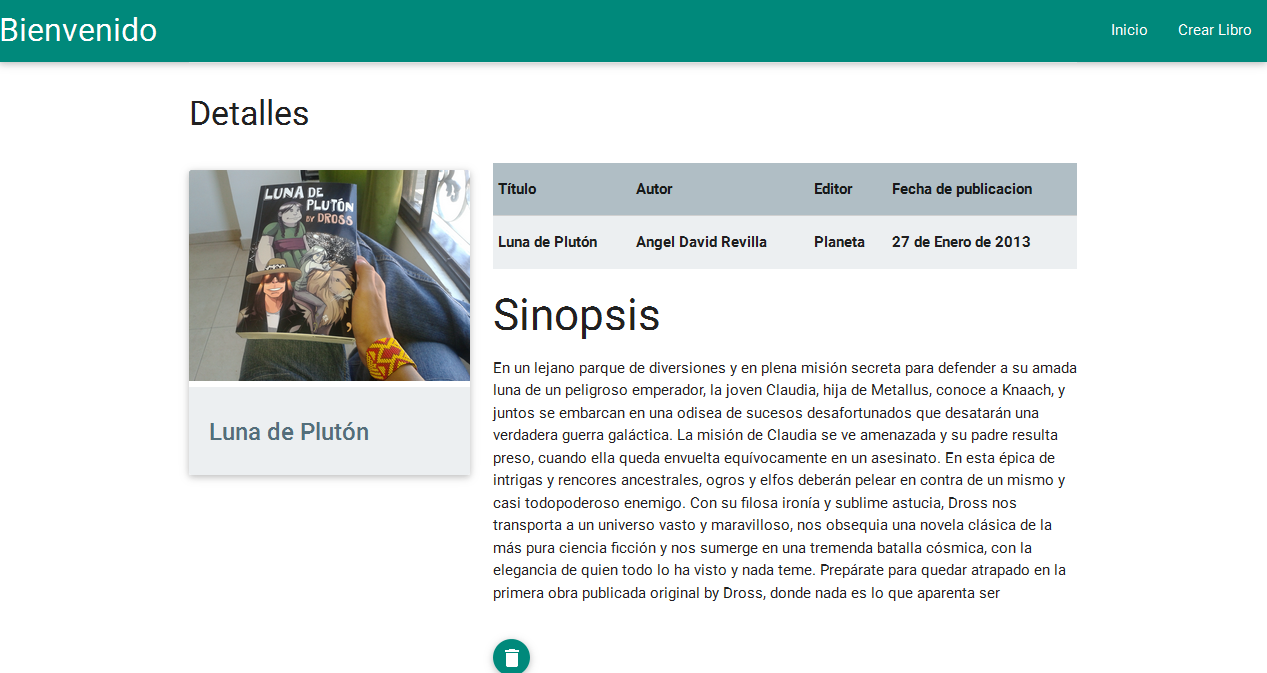 Bienvenido
Inicio
Crear Libro
Detalles
LUNA DE
PLUTÓN
BY DROSS
Luna de Plutón
Título Autor Editor Fecha de publicacion
Luna de Plutón Angel David Revilla Planeta 27 de Enero de 2013
Sinopsis
En un lejano parque de diversiones y en plena misión secreta para defender a su amada
luna de un peligroso emperador, la joven Claudia, hija de Metallus, conoce a Knaach, y
juntos se embarcan en una odisea de sucesos desafortunados que desatarán una
verdadera guerra galáctica. La misión de Claudia se ve amenazada y su padre resulta
preso, cuando ella queda envuelta equívocamente en un asesinato. En esta épica de
intrigas y rencores ancestrales, ogros y elfos deberán pelear en contra de un mismo y
casi todopoderoso enemigo. Con su filosa ironía y sublime astucia, Dross nos
transporta a un universo vasto y maravilloso, nos obsequia una novela clásica de la
más pura ciencia ficción y nos sumerge en una tremenda batalla cósmica, con la
elegancia de quien todo lo ha visto y nada teme. Prepárate para quedar atrapado en la
primera obra publicada original by Dross, donde nada es lo que aparenta ser